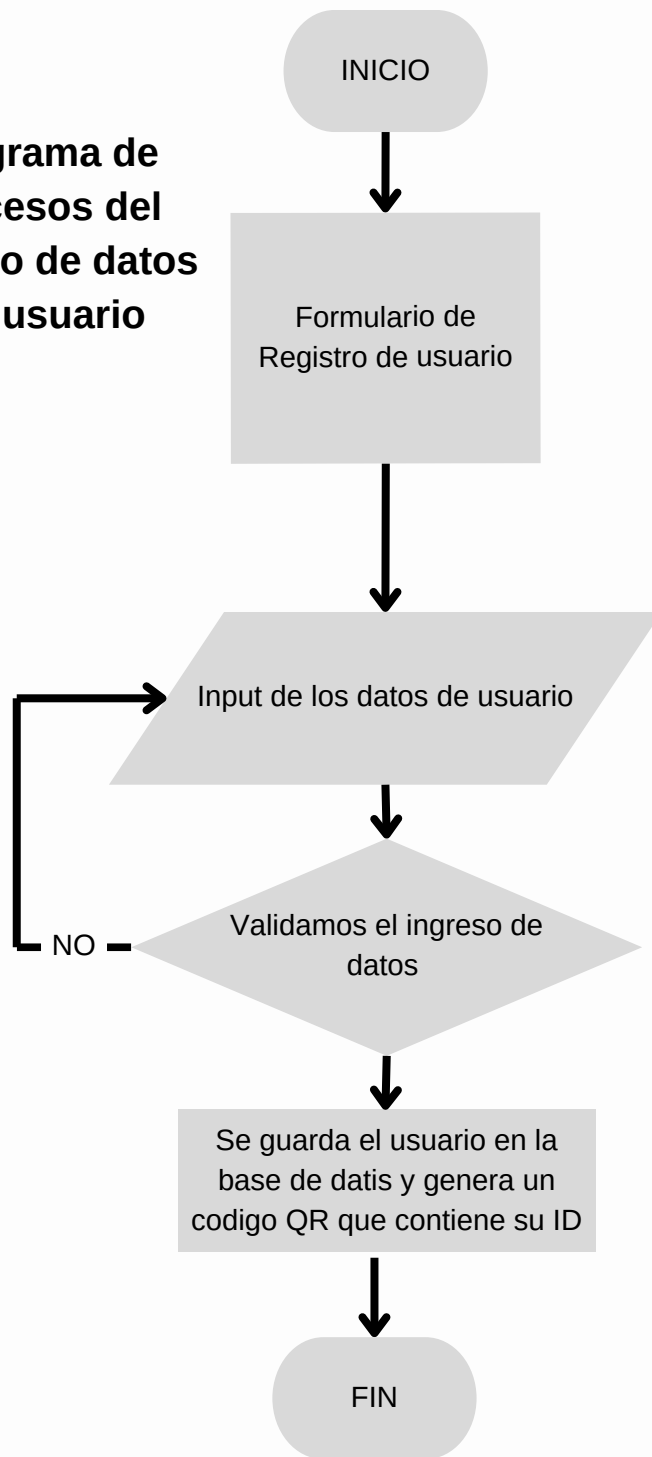 INICIO
grama de
cesos del
o de datos
usuario
Formulario de
Registro de usuario
Input de los datos de usuario
Validamos el ingreso de
datos
NO
Se guarda el usuario en la
base de datis y genera un
codigo QR que contiene su ID
FIN